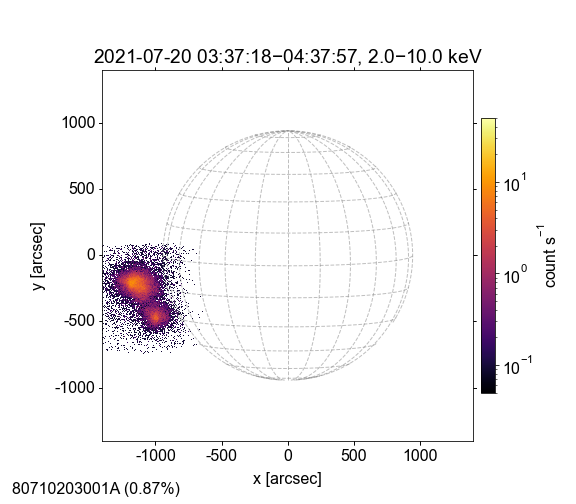 2021-07-20 03:37:18−04:37:57, 2.0−10.0 keV
1000
500
0
-500
-1000
y [arcsec]
-1000 -500 0 500 1000
x [arcsec]
10¹
10⁰
10⁻¹
count s⁻¹
80710203001A (0.87%)